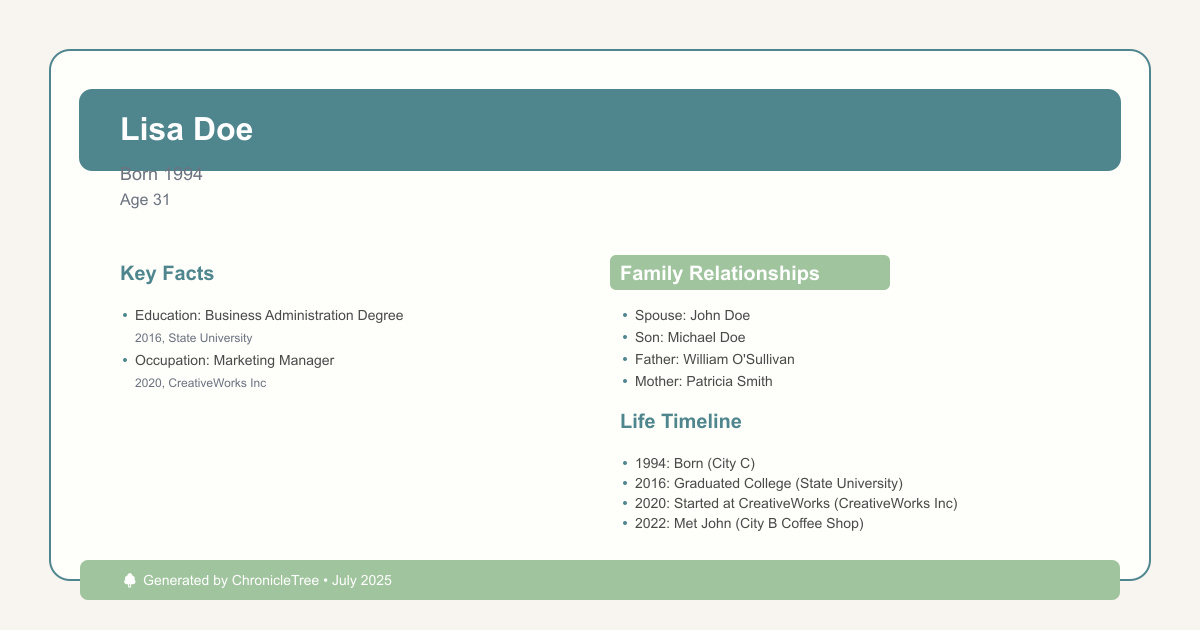 Lisa Doe
Born 1994
Age 31
Key Facts
• Education: Business Administration Degree
2016, State University
• Occupation: Marketing Manager
2020, CreativeWorks Inc
Family Relationships
• Spouse: John Doe
• Son: Michael Doe
• Father: William O'Sullivan
• Mother: Patricia Smith
Life Timeline
• 1994: Born (City C)
• 2016: Graduated College (State University)
• 2020: Started at CreativeWorks (CreativeWorks Inc)
• 2022: Met John (City B Coffee Shop)
Generated by ChronicleTree • July 2025